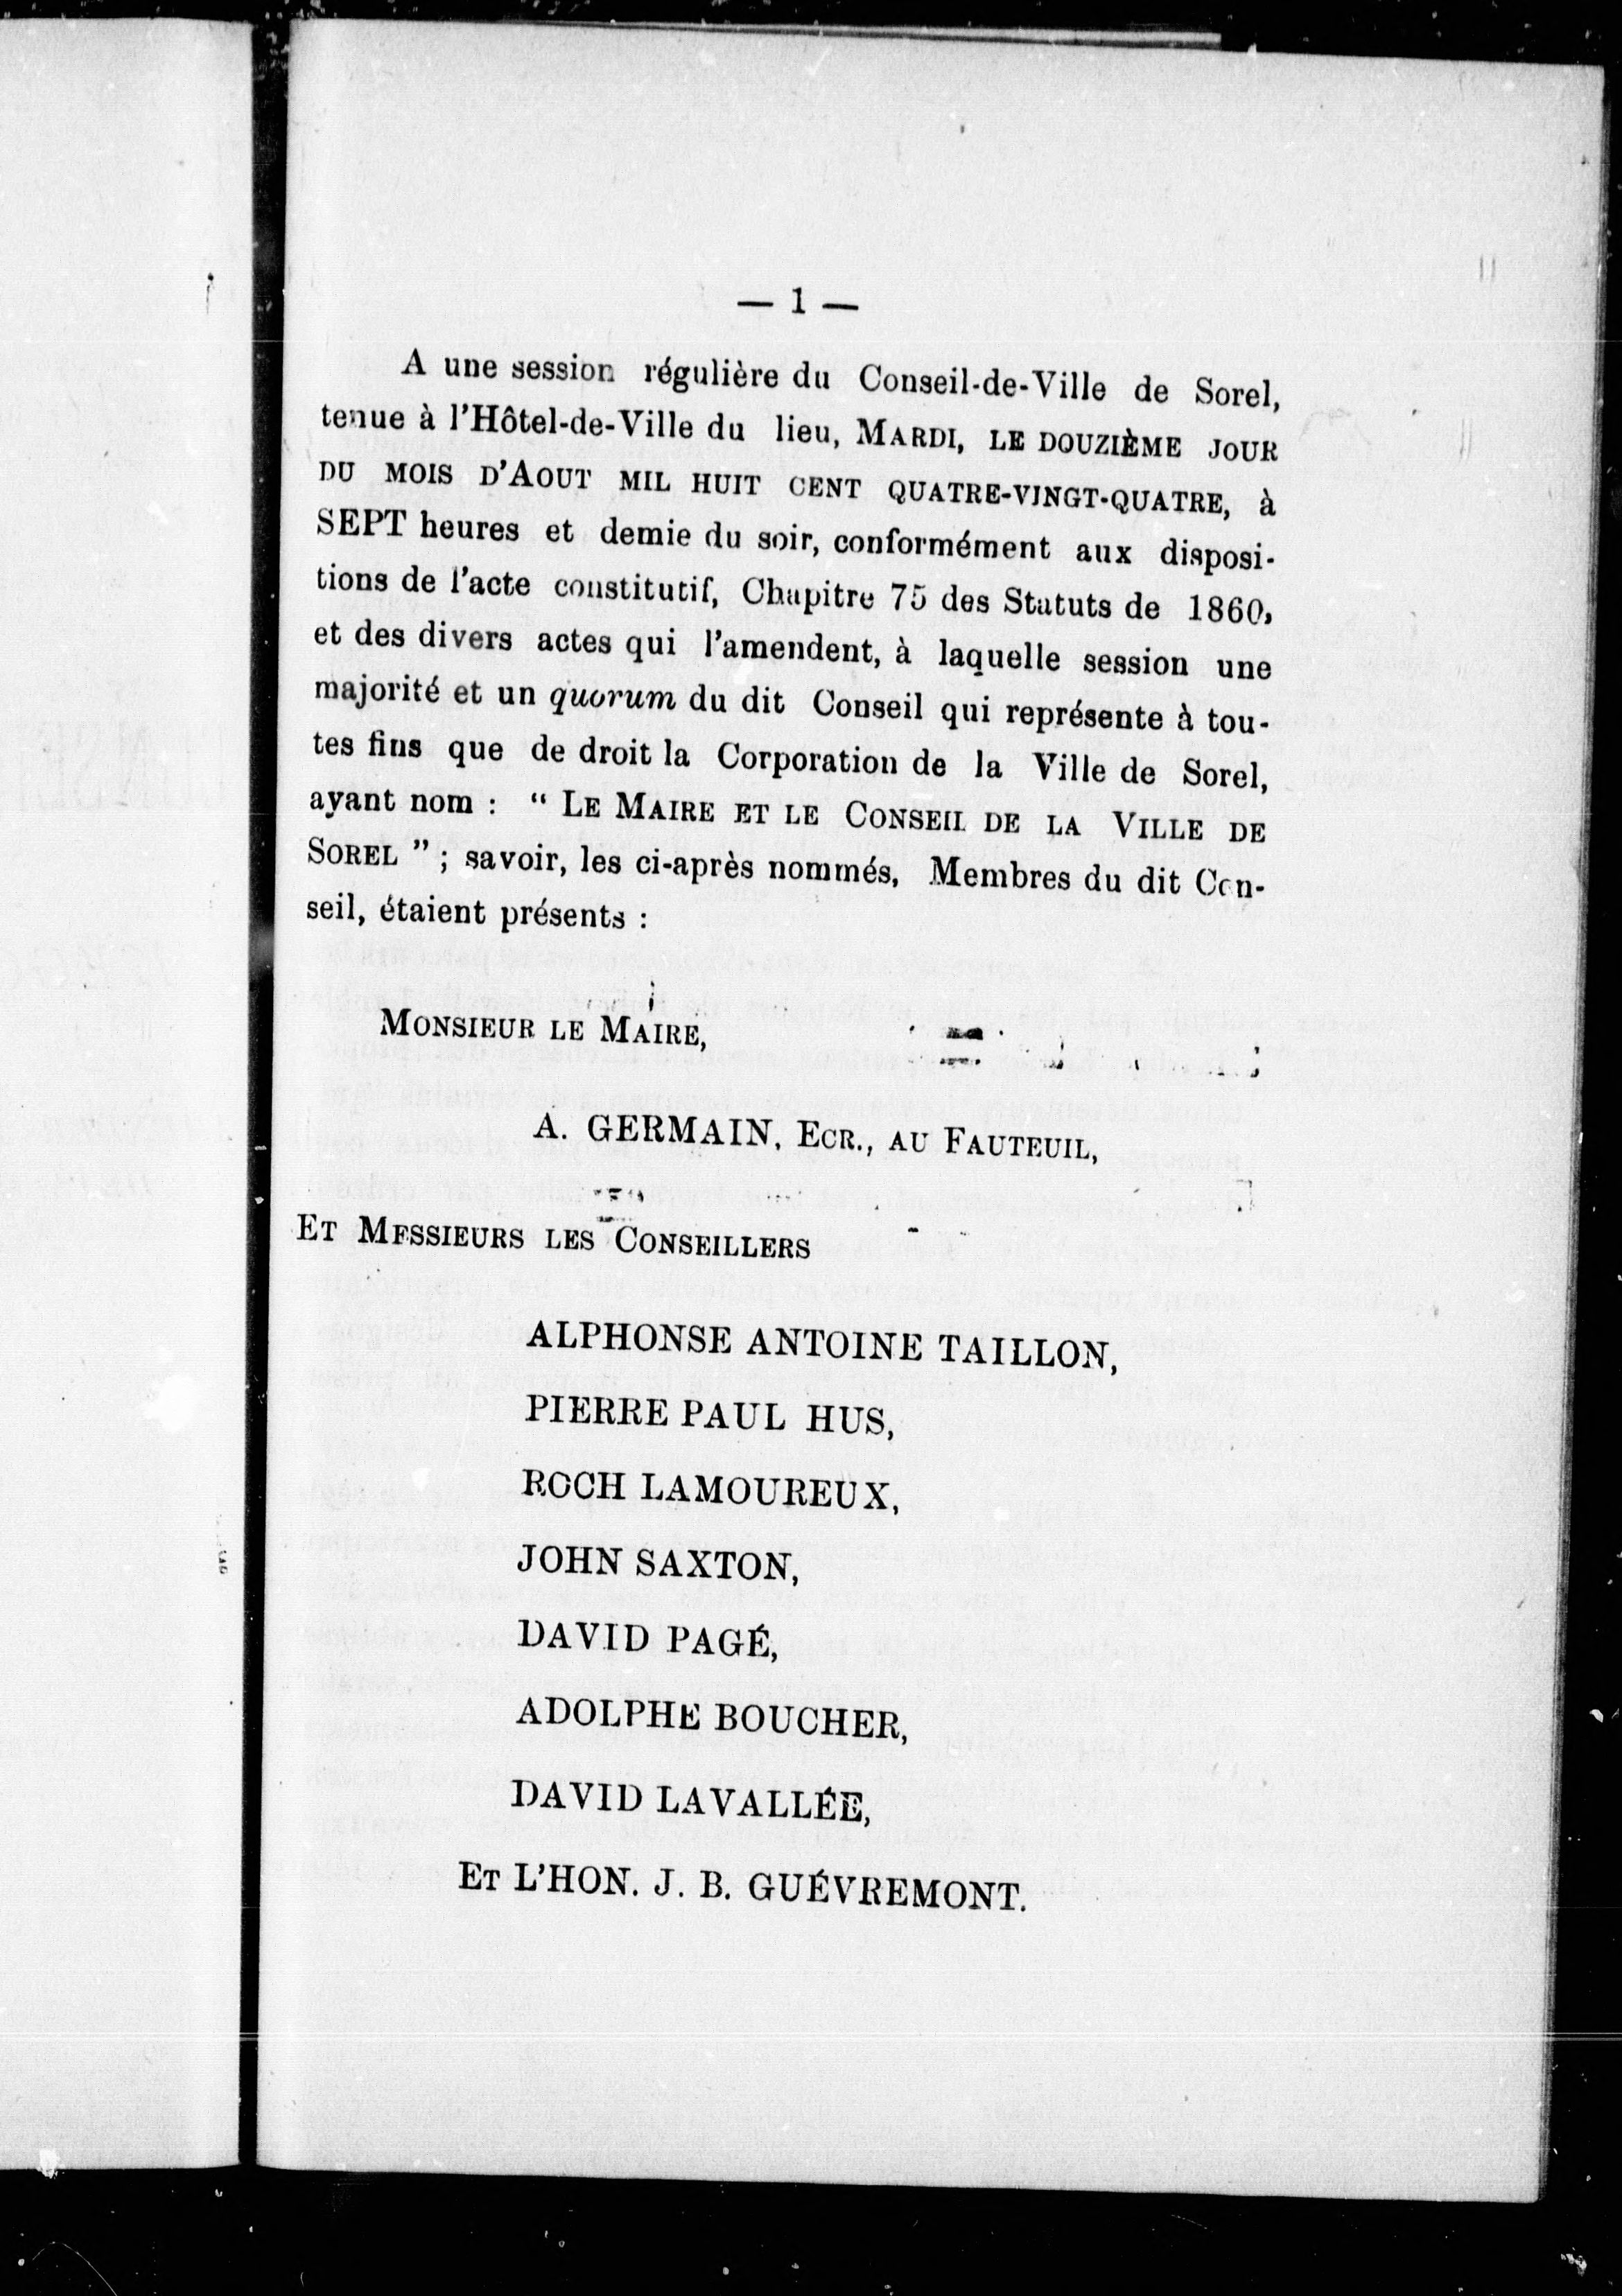 — 1 —
A une session régulière du Conseil-de-Ville de Sorel,
tenue à l'Hôtel-de-Ville du lieu, MARDI, LE DOUZIÈME JOUR
DU MOIS D'AOUT MIL HUIT CENT QUATRE-VINGT-QUATRE, à
SEPT heures et demie du soir, conformément aux disposi-
tions de l'acte constitutif, Chapitre 75 des Statuts de 1860,
et des divers actes qui l'amendent, à laquelle session une
majorité et un quorum du dit Conseil qui représente à tou-
tes fins que de droit la Corporation de la Ville de Sorel,
ayant nom : “ LE MAIRE ET LE CONSEIL DE LA VILLE DE
SOREL ” ; savoir, les ci-après nommés, Membres du dit Con-
seil, étaient présents :
MONSIEUR LE MAIRE,
A. GERMAIN, ECR., AU FAUTEUIL,
ET MESSIEURS LES CONSEILLERS
ALPHONSE ANTOINE TAILLON,
PIERRE PAUL HUS,
ROCH LAMOUREUX,
JOHN SAXTON,
DAVID PAGÉ,
ADOLPHE BOUCHER,
DAVID LAVALLÉE,
ET L'HON. J. B. GUÉVREMONT.